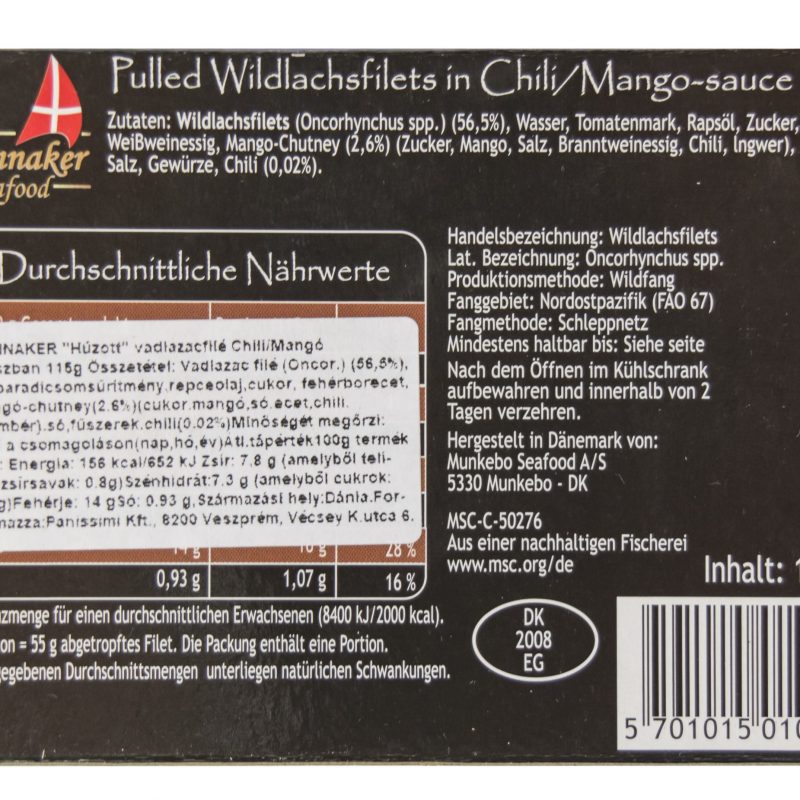 Pulled Wildlachsfilets in Chili/Mango-sauce
Zutaten: Wildlachsfilets (Oncorhynchus spp.) (56,5%), Wasser, Tomatenmark, Rapsöl, Zucker,
Weißweinessig, Mango-Chutney (2,6%) (Zucker, Mango, Salz, Branntweinessig, Chili, Ingwer),
Salz, Gewürze, Chili (0,02%).
naker
afood
Durchschnittliche Nährwerte
NNAKER "Húzott" vadlazacfilé Chili/Mangó
szban 115g Összetétel: Vadlazac filé (Oncor.) (56,5%),
paradicsomsűrítmény,repceolaj,cukor, fehérborecet,
gó-chutney(2.6%)(cukor,mangó,só,ecet,chili,
mbér).só,fűszerek,chili(0.02%)Minőségét megőrzi:
a csomagoláson(nap,hó,év)Átl.tápérték100g termék
: Energia: 156 kcal/652 kJ Zsír: 7,8 g (amelyből telí-
zsírsavak: 0.8g)Szénhidrát:7.3 g (amelyből cukrok:
g)Fehérje: 14 gSó: 0.93 g,Származási hely:Dánia.For-
mazza:Panissimi Kft., 8200 Veszprém, Vécsey K.utca 6.
14 g 16 g 28 %
0,93 g 1,07 g 16 %
zmenge für einen durchschnittlichen Erwachsenen (8400 kJ/2000 kcal).
on = 55 g abgetropftes Filet. Die Packung enthält eine Portion.
gegebenen Durchschnittsmengen unterliegen natürlichen Schwankungen.
Handelsbezeichnung: Wildlachsfilets
Lat. Bezeichnung: Oncorhynchus spp.
Produktionsmethode: Wildfang
Fanggebiet: Nordostpazifik (FAO 67)
Fangmethode: Schleppnetz
Mindestens haltbar bis: Siehe seite
Nach dem Öffnen im Kühlschrank
aufbewahren und innerhalb von 2
Tagen verzehren.
Hergestellt in Dänemark von:
Munkebo Seafood A/S
5330 Munkebo - DK
MSC-C-50276
Aus einer nachhaltigen Fischerei
www.msc.org/de
Inhalt: 1
DK
2008
EG
5 701015 010